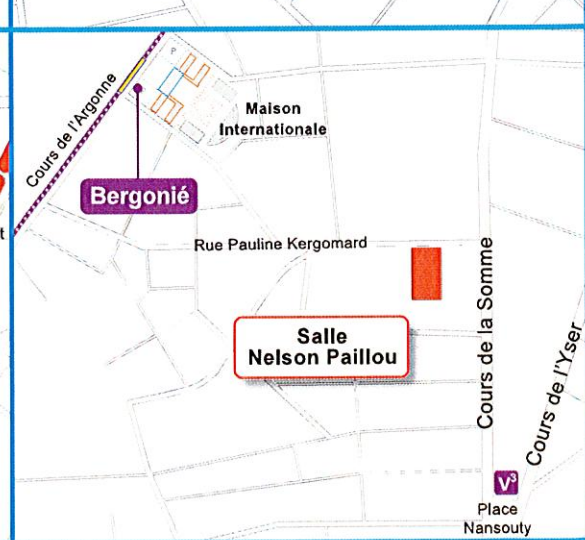 Cours de l'Argonne
Maison
Internationale
Bergonié
t
Rue Pauline Kergomard
Salle
Nelson Paillou
Cours de la Somme
Cours de l'Yser
V³
Place
Nansouty